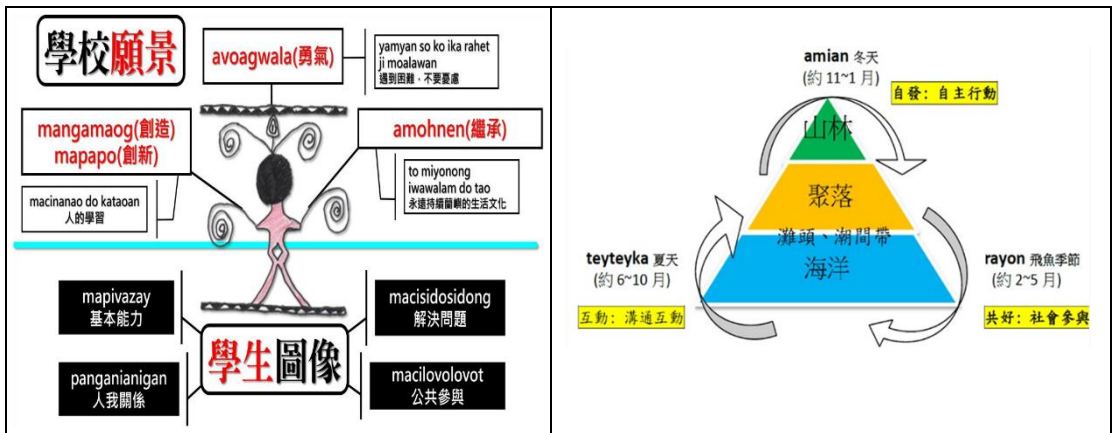 學校願景
avoagwala(勇氣)
yamyan so ko ika rahet
ji moalawan
遇到困難，不要憂慮
mangamaog(創造)
mapapo(創新)
macinanao do kataoan
人的學習
amohnen(繼承)
to miyonong
iwawalam do tao
永遠持續蘭嶼的生活文化
mapivazay
基本能力
macisidosidong
解決問題
panganianigan
人我關係
macilovolovot
公共參與
學生圖像
amian 冬天
(約 11~1 月)
自發：自主行動
山林
聚落
灘頭、潮間帶
海洋
teyteyka 夏天
(約 6~10 月)
互動：溝通互動
rayon 飛魚季節
(約 2~5 月)
共好：社會參與